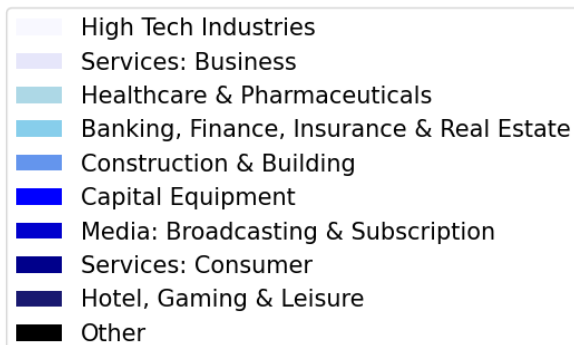 High Tech Industries
Services: Business
Healthcare & Pharmaceuticals
Banking, Finance, Insurance & Real Estate
Construction & Building
Capital Equipment
Media: Broadcasting & Subscription
Services: Consumer
Hotel, Gaming & Leisure
Other